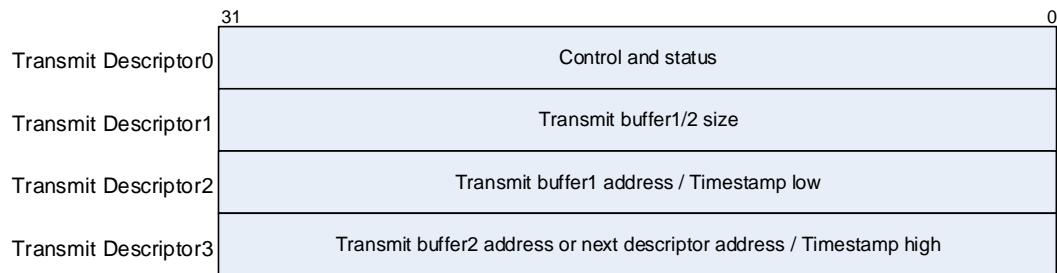 31 0
Transmit Descriptor0 Control and status
Transmit Descriptor1 Transmit buffer1/2 size
Transmit Descriptor2 Transmit buffer1 address / Timestamp low
Transmit Descriptor3 Transmit buffer2 address or next descriptor address / Timestamp high